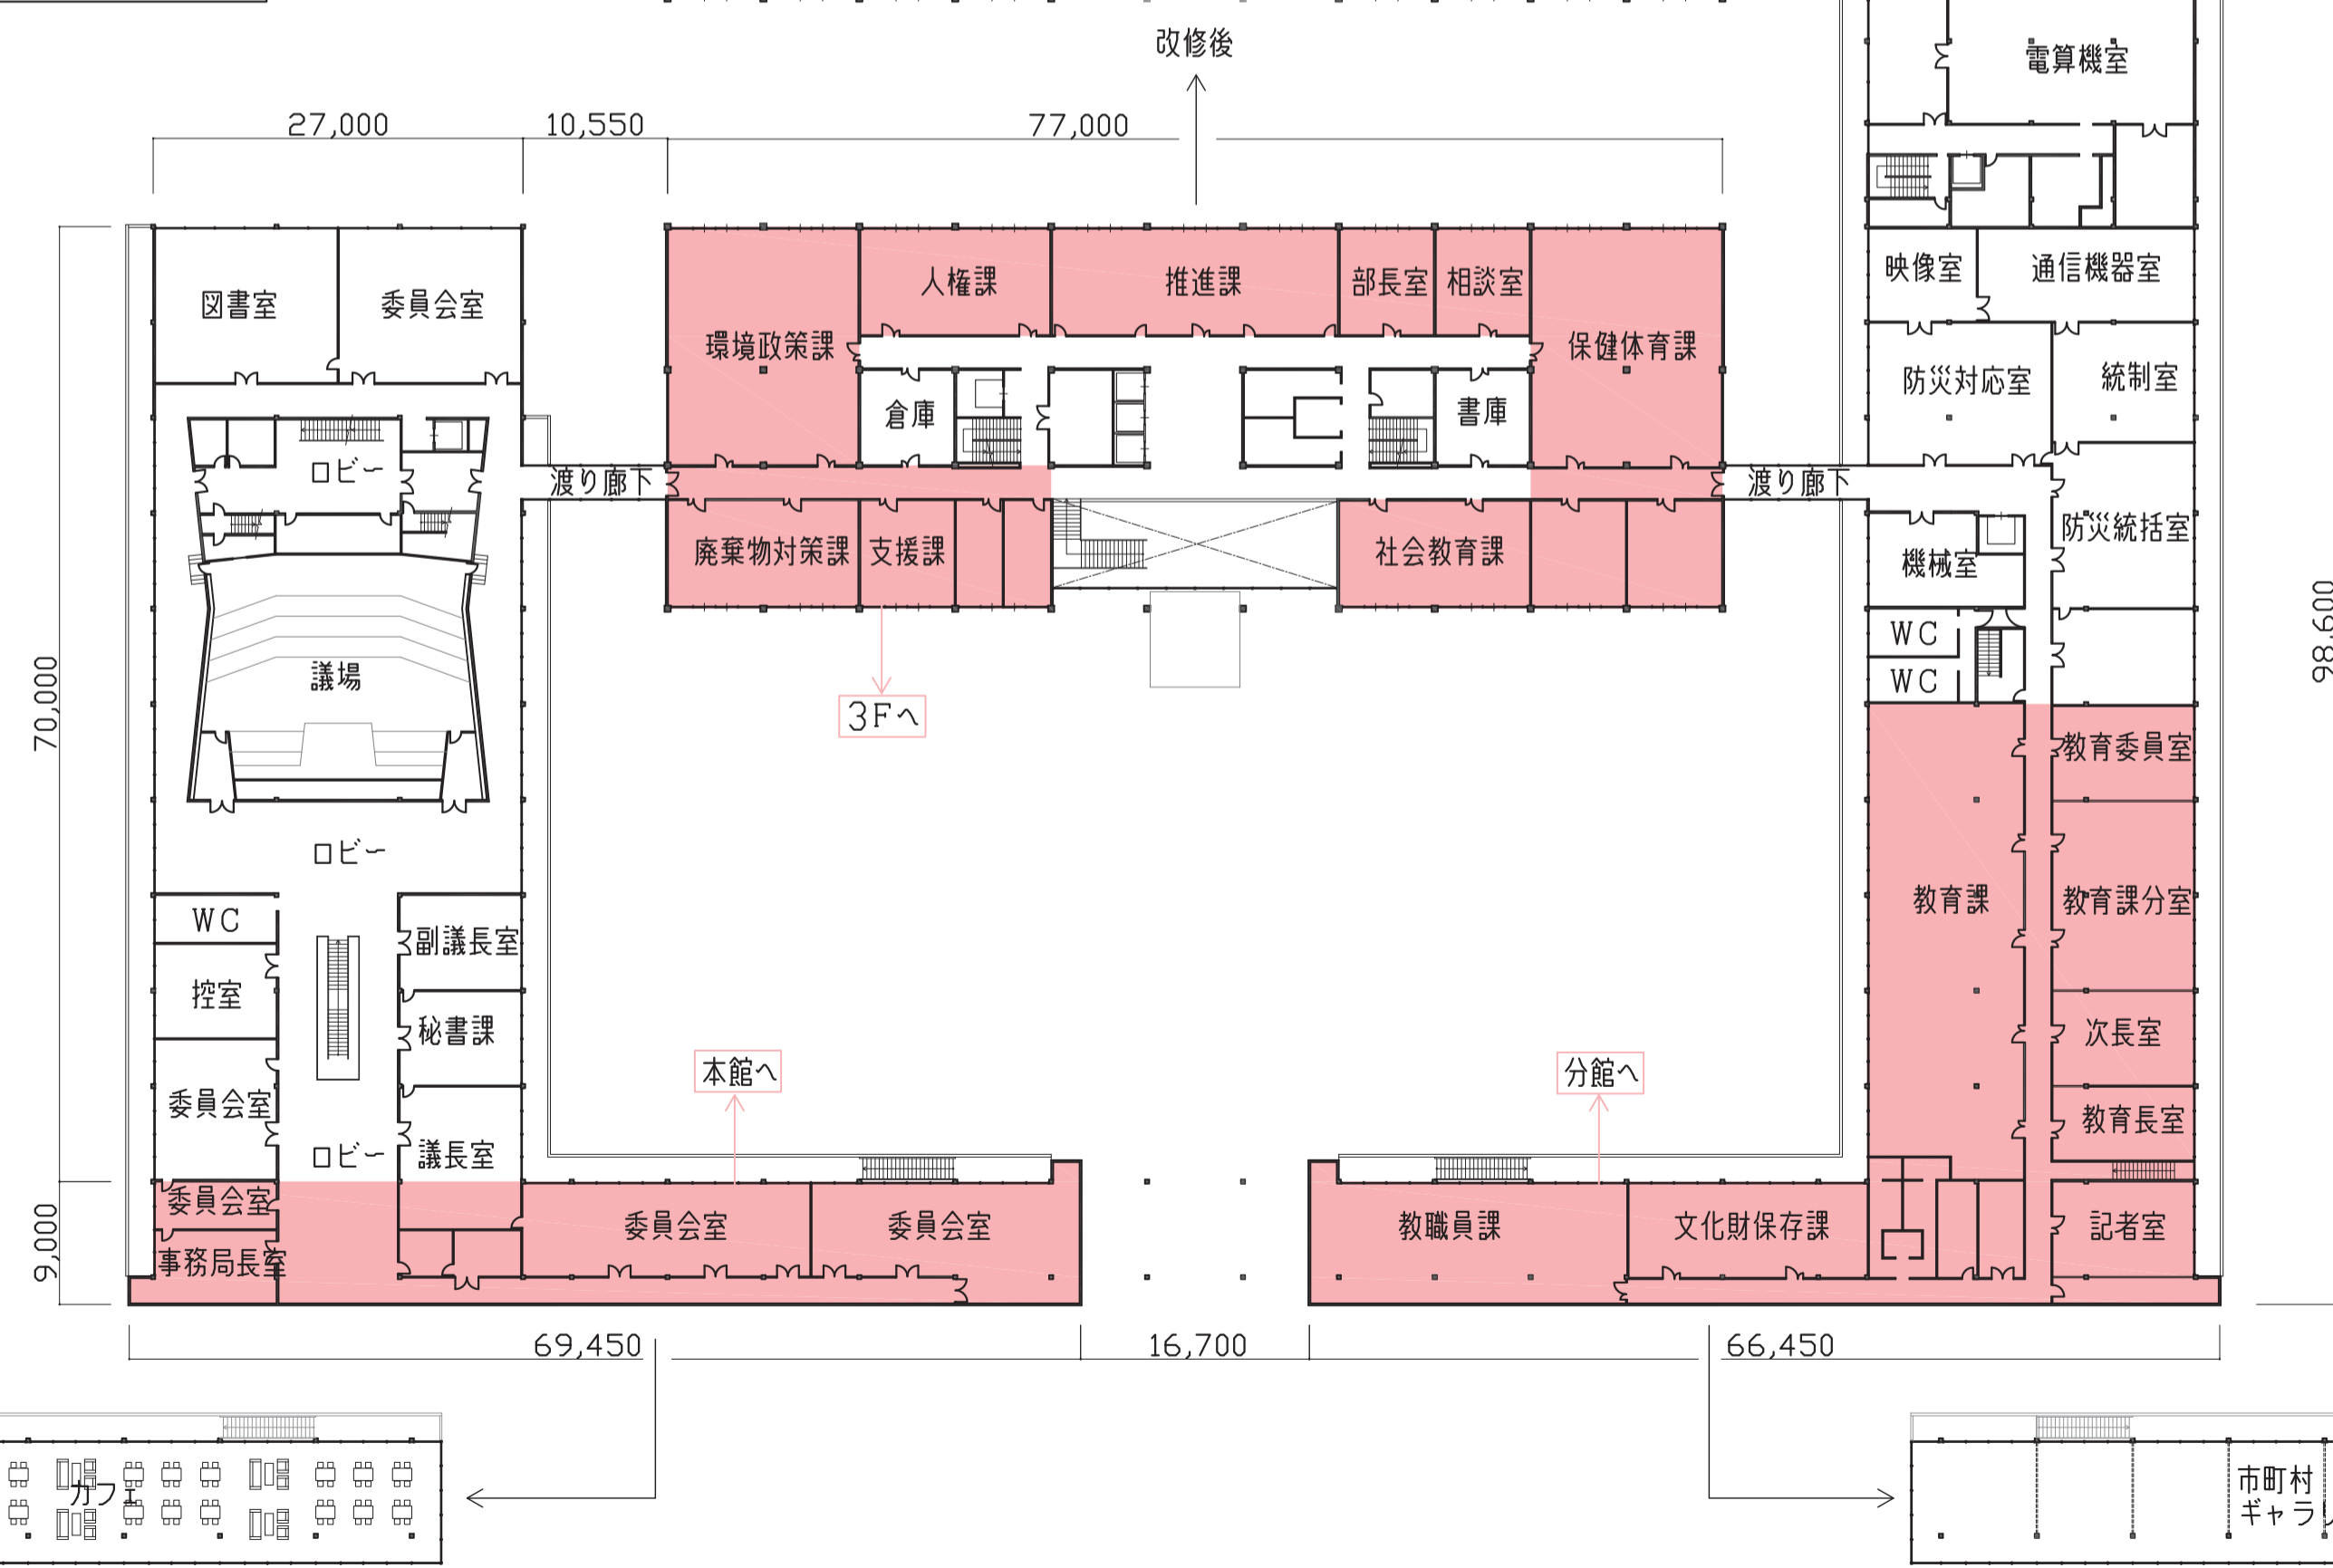 改修後
電算機室
27,000
10,550
77,000
図書室
委員会室
環境政策課
人権課
推進課
部長室
相談室
保健体育課
映像室
通信機器室
防災対応室
統制室
倉庫
書庫
ロビー
渡り廊下
渡り廊下
廃棄物対策課
支援課
社会教育課
機械室
防災統括室
WC
WC
議場
3Fへ
70,000
98,600
教育委員室
ロビー
教育課
教育課分室
WC
副議長室
控室
秘書課
次長室
本館へ
分館へ
委員会室
ロビー
議長室
教育長室
委員会室
事務局長室
委員会室
委員会室
教職員課
文化財保存課
記者室
9,000
69,450
16,700
66,450
カフェ
市町村
ギャラリ